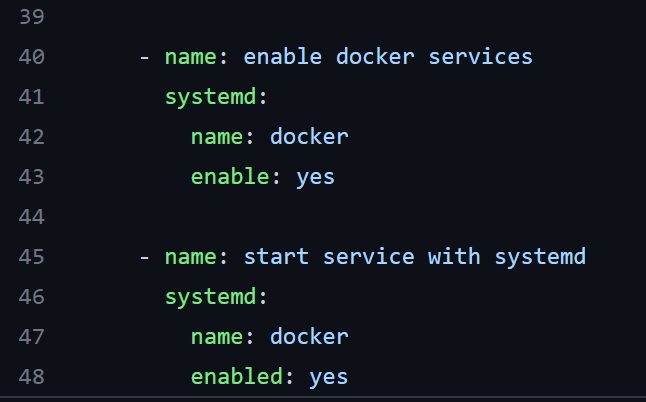 39
40 - name: enable docker services
41 systemd:
42 name: docker
43 enable: yes
44
45 - name: start service with systemd
46 systemd:
47 name: docker
48 enabled: yes